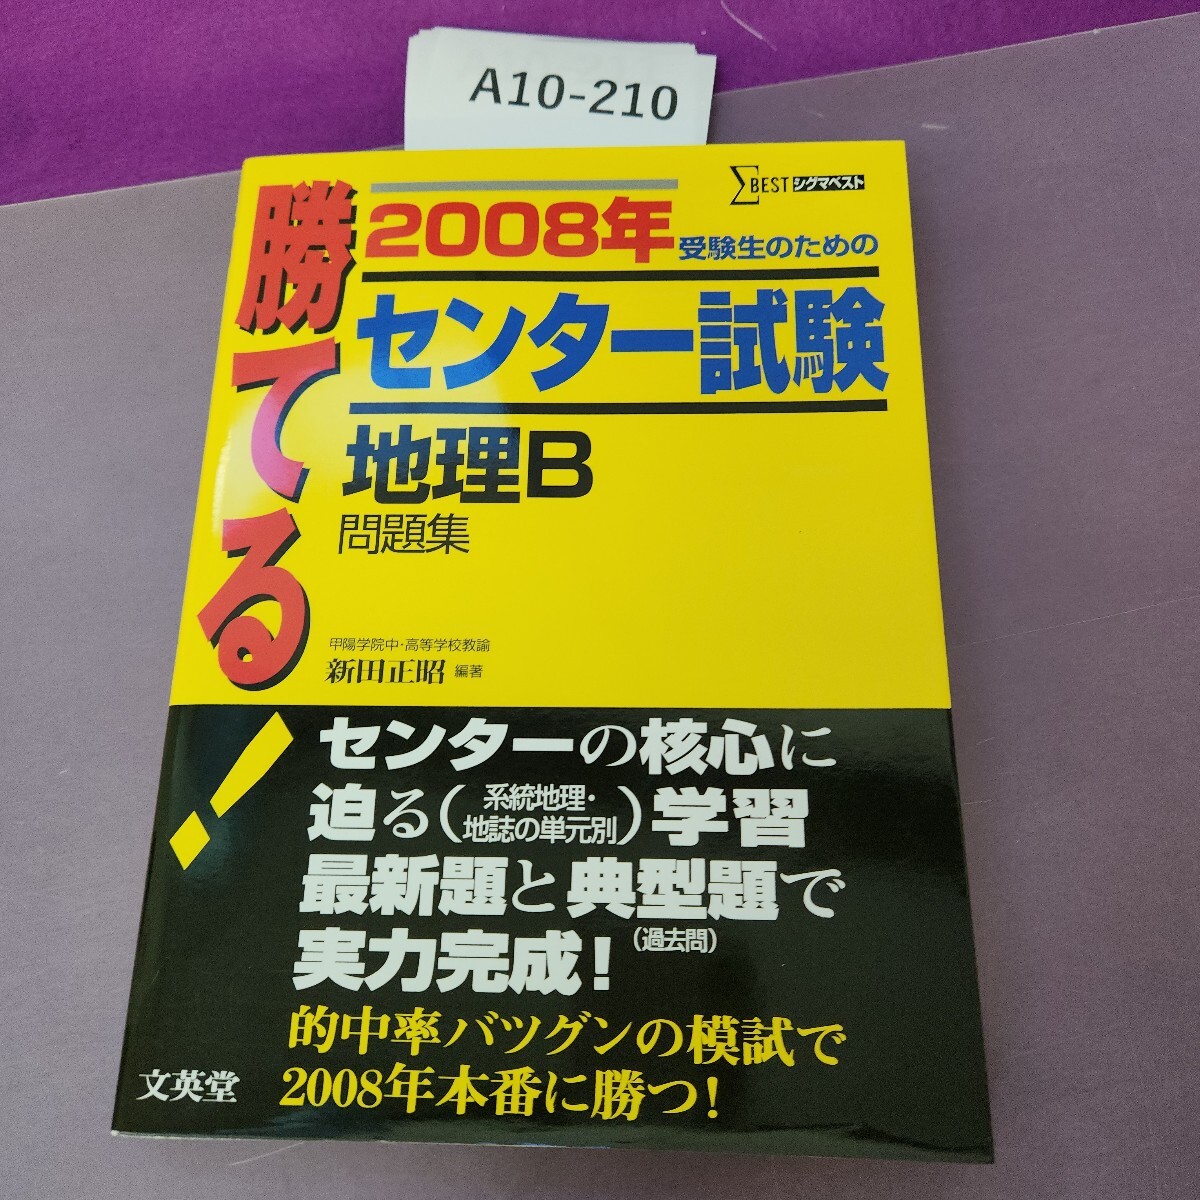 A10-210
ΣBEST シグマベスト
勝てる!
2008年受験生のための
センター試験
地理B
問題集
甲陽学院中・高等学校教諭
新田正昭 編著
センターの核心に
迫る(系統地理・地誌の単元別)学習
最新題と典型題で
(過去問)
実力完成!
的中率バツグンの模試で
2008年本番に勝つ!
文英堂